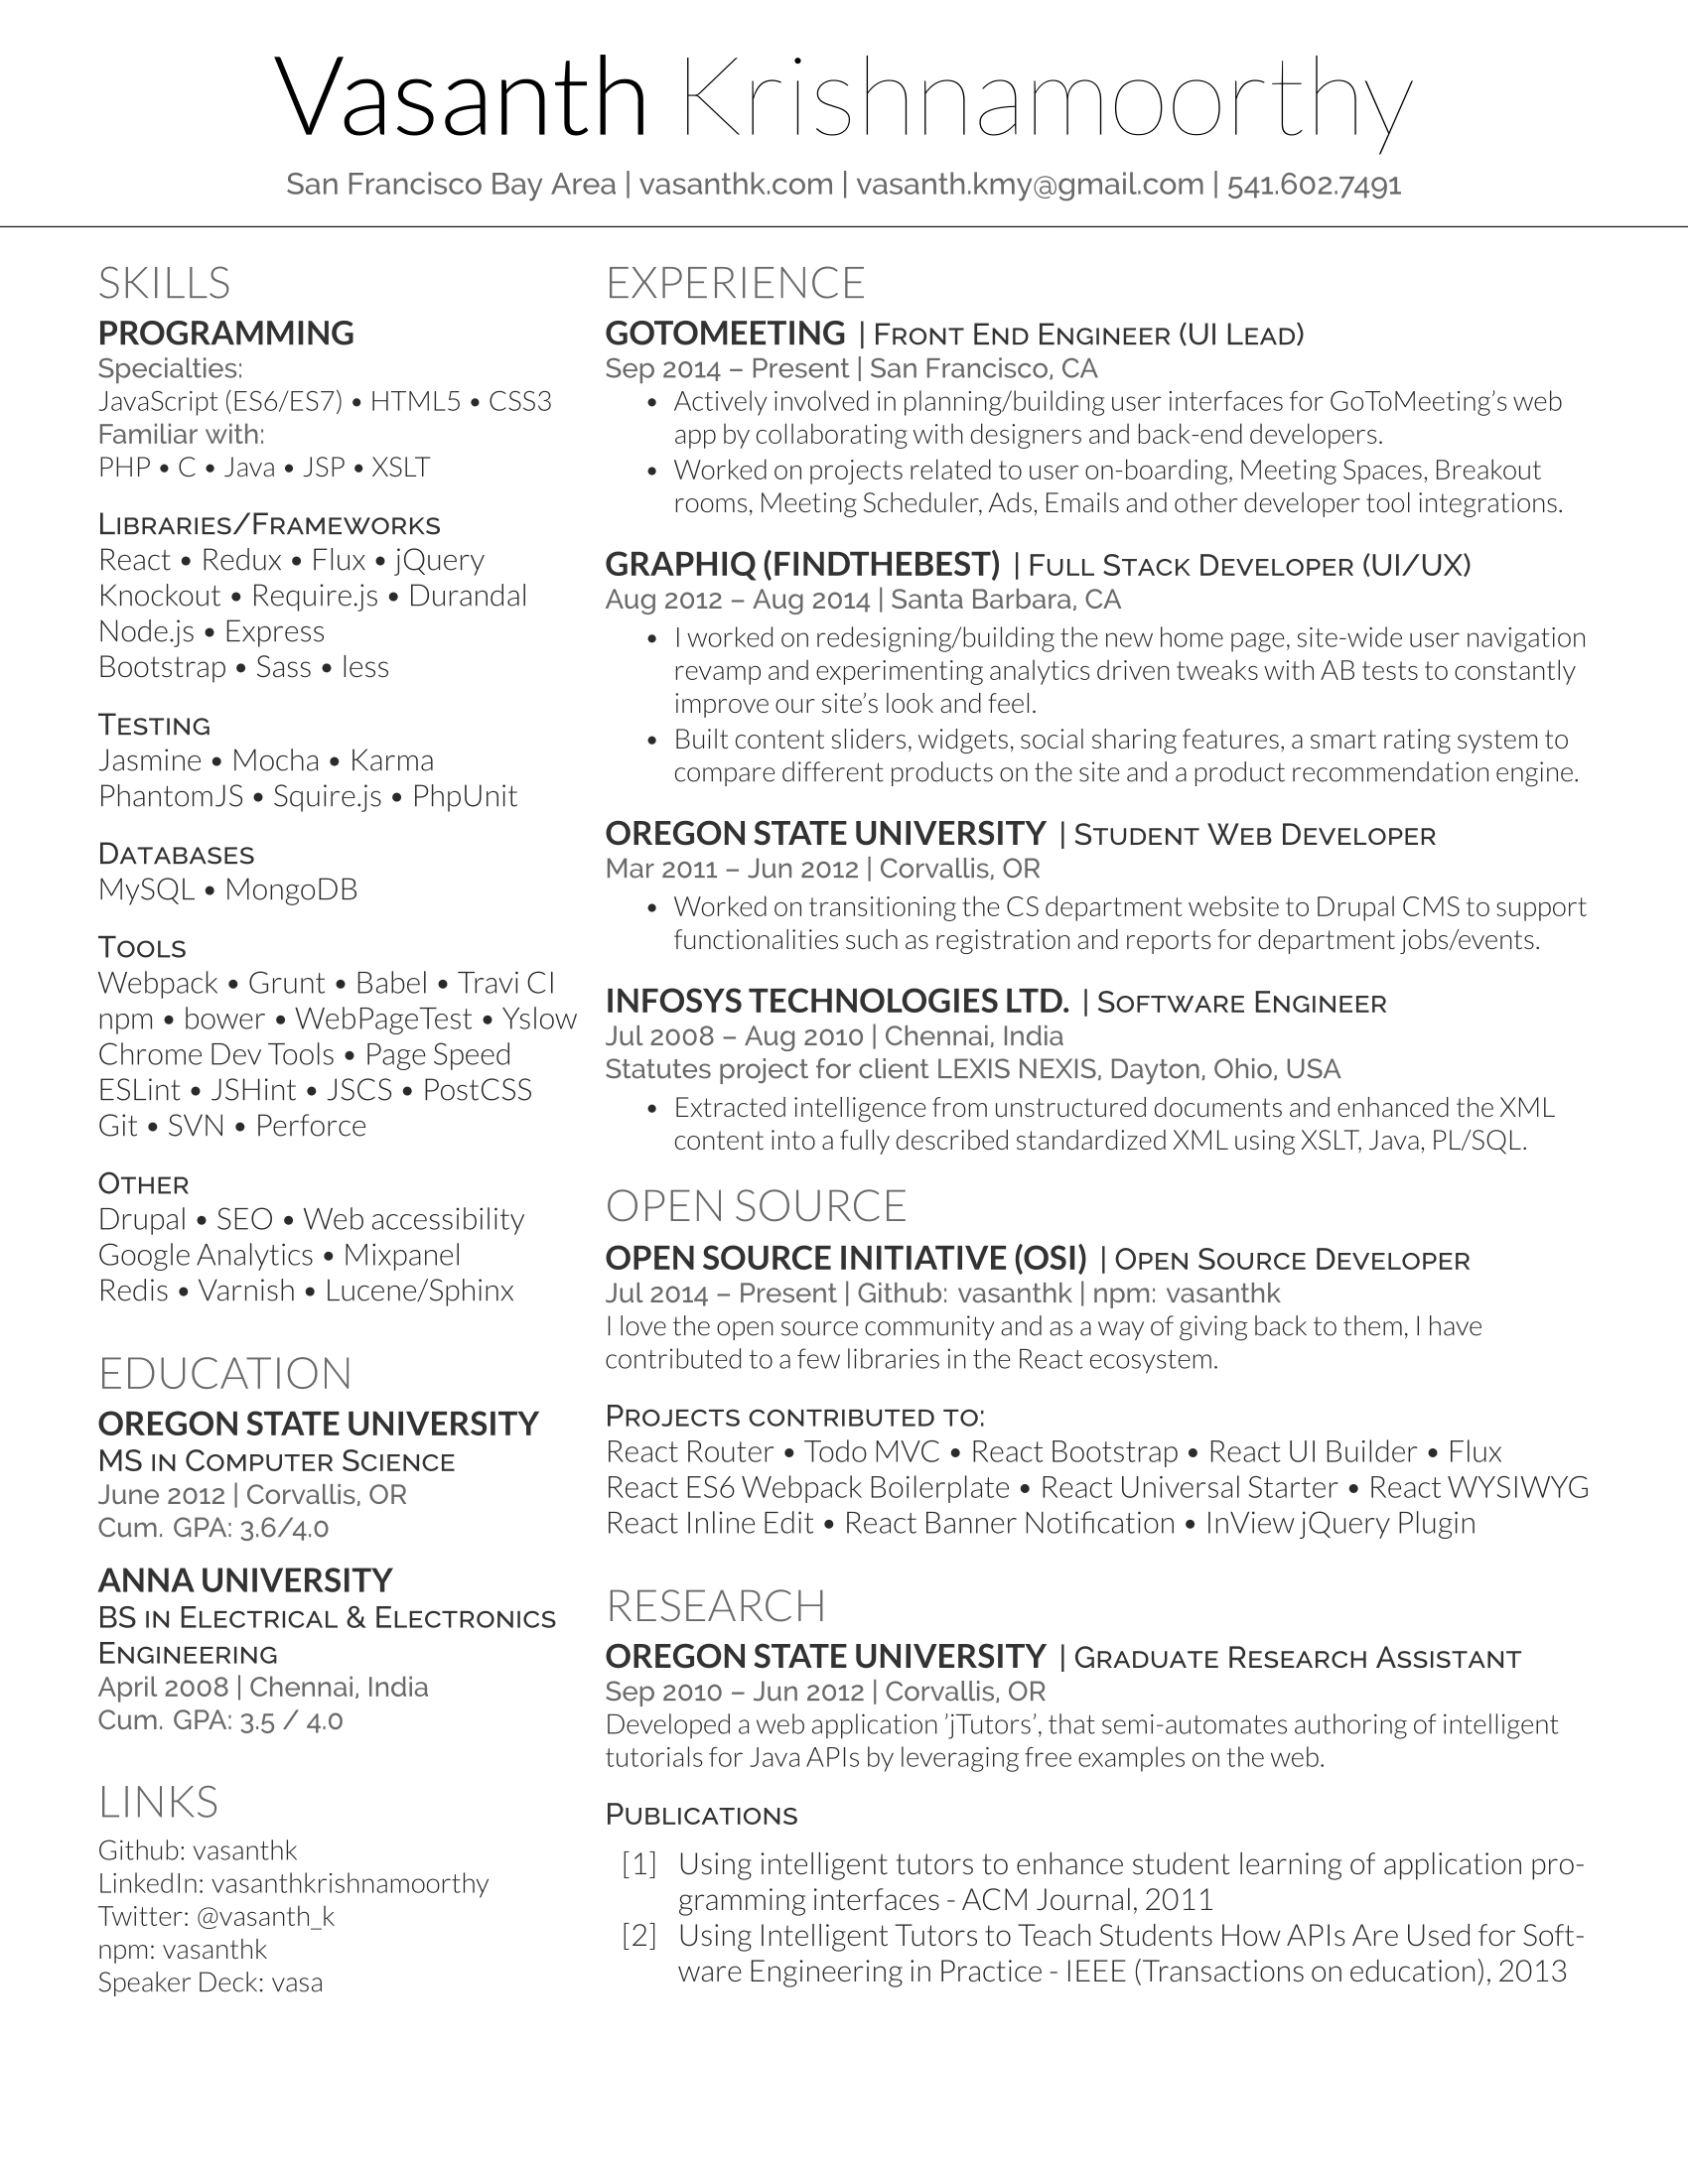 Vasanth Krishnamoorthy
San Francisco Bay Area | vasanthk.com | vasanth.kmy@gmail.com | 541.602.7491
SKILLS
PROGRAMMING
Specialties:
JavaScript (ES6/ES7) • HTML5 • CSS3
Familiar with:
PHP • C • Java • JSP • XSLT
Libraries/Frameworks
React • Redux • Flux • jQuery
Knockout • Require.js • Durandal
Node.js • Express
Bootstrap • Sass • less
Testing
Jasmine • Mocha • Karma
PhantomJS • Squire.js • PhpUnit
Databases
MySQL • MongoDB
Tools
Webpack • Grunt • Babel • Travi CI
npm • bower • WebPageTest • Yslow
Chrome Dev Tools • Page Speed
ESLint • JSHint • JSCS • PostCSS
Git • SVN • Perforce
Other
Drupal • SEO • Web accessibility
Google Analytics • Mixpanel
Redis • Varnish • Lucene/Sphinx
EDUCATION
OREGON STATE UNIVERSITY
MS in Computer Science
June 2012 | Corvallis, OR
Cum. GPA: 3.6/4.0
ANNA UNIVERSITY
BS in Electrical & Electronics
Engineering
April 2008 | Chennai, India
Cum. GPA: 3.5 / 4.0
LINKS
Github: vasanthk
LinkedIn: vasanthkrishnamoorthy
Twitter: @vasanth_k
npm: vasanthk
Speaker Deck: vasa
EXPERIENCE
GOTOMEETING | Front End Engineer (UI Lead)
Sep 2014 – Present | San Francisco, CA
• Actively involved in planning/building user interfaces for GoToMeeting's web
app by collaborating with designers and back-end developers.
• Worked on projects related to user on-boarding, Meeting Spaces, Breakout
rooms, Meeting Scheduler, Ads, Emails and other developer tool integrations.
GRAPHIQ (FINDTHEBEST) | Full Stack Developer (UI/UX)
Aug 2012 – Aug 2014 | Santa Barbara, CA
• I worked on redesigning/building the new home page, site-wide user navigation
revamp and experimenting analytics driven tweaks with AB tests to constantly
improve our site's look and feel.
• Built content sliders, widgets, social sharing features, a smart rating system to
compare different products on the site and a product recommendation engine.
OREGON STATE UNIVERSITY | Student Web Developer
Mar 2011 – Jun 2012 | Corvallis, OR
• Worked on transitioning the CS department website to Drupal CMS to support
functionalities such as registration and reports for department jobs/events.
INFOSYS TECHNOLOGIES LTD. | Software Engineer
Jul 2008 – Aug 2010 | Chennai, India
Statutes project for client LEXIS NEXIS, Dayton, Ohio, USA
• Extracted intelligence from unstructured documents and enhanced the XML
content into a fully described standardized XML using XSLT, Java, PL/SQL.
OPEN SOURCE
OPEN SOURCE INITIATIVE (OSI) | Open Source Developer
Jul 2014 – Present | Github: vasanthk | npm: vasanthk
I love the open source community and as a way of giving back to them, I have
contributed to a few libraries in the React ecosystem.
Projects contributed to:
React Router • Todo MVC • React Bootstrap • React UI Builder • Flux
React ES6 Webpack Boilerplate • React Universal Starter • React WYSIWYG
React Inline Edit • React Banner Notification • InView jQuery Plugin
RESEARCH
OREGON STATE UNIVERSITY | Graduate Research Assistant
Sep 2010 – Jun 2012 | Corvallis, OR
Developed a web application 'jTutors', that semi-automates authoring of intelligent
tutorials for Java APIs by leveraging free examples on the web.
Publications
[1] Using intelligent tutors to enhance student learning of application pro-
gramming interfaces - ACM Journal, 2011
[2] Using Intelligent Tutors to Teach Students How APIs Are Used for Soft-
ware Engineering in Practice - IEEE (Transactions on education), 2013